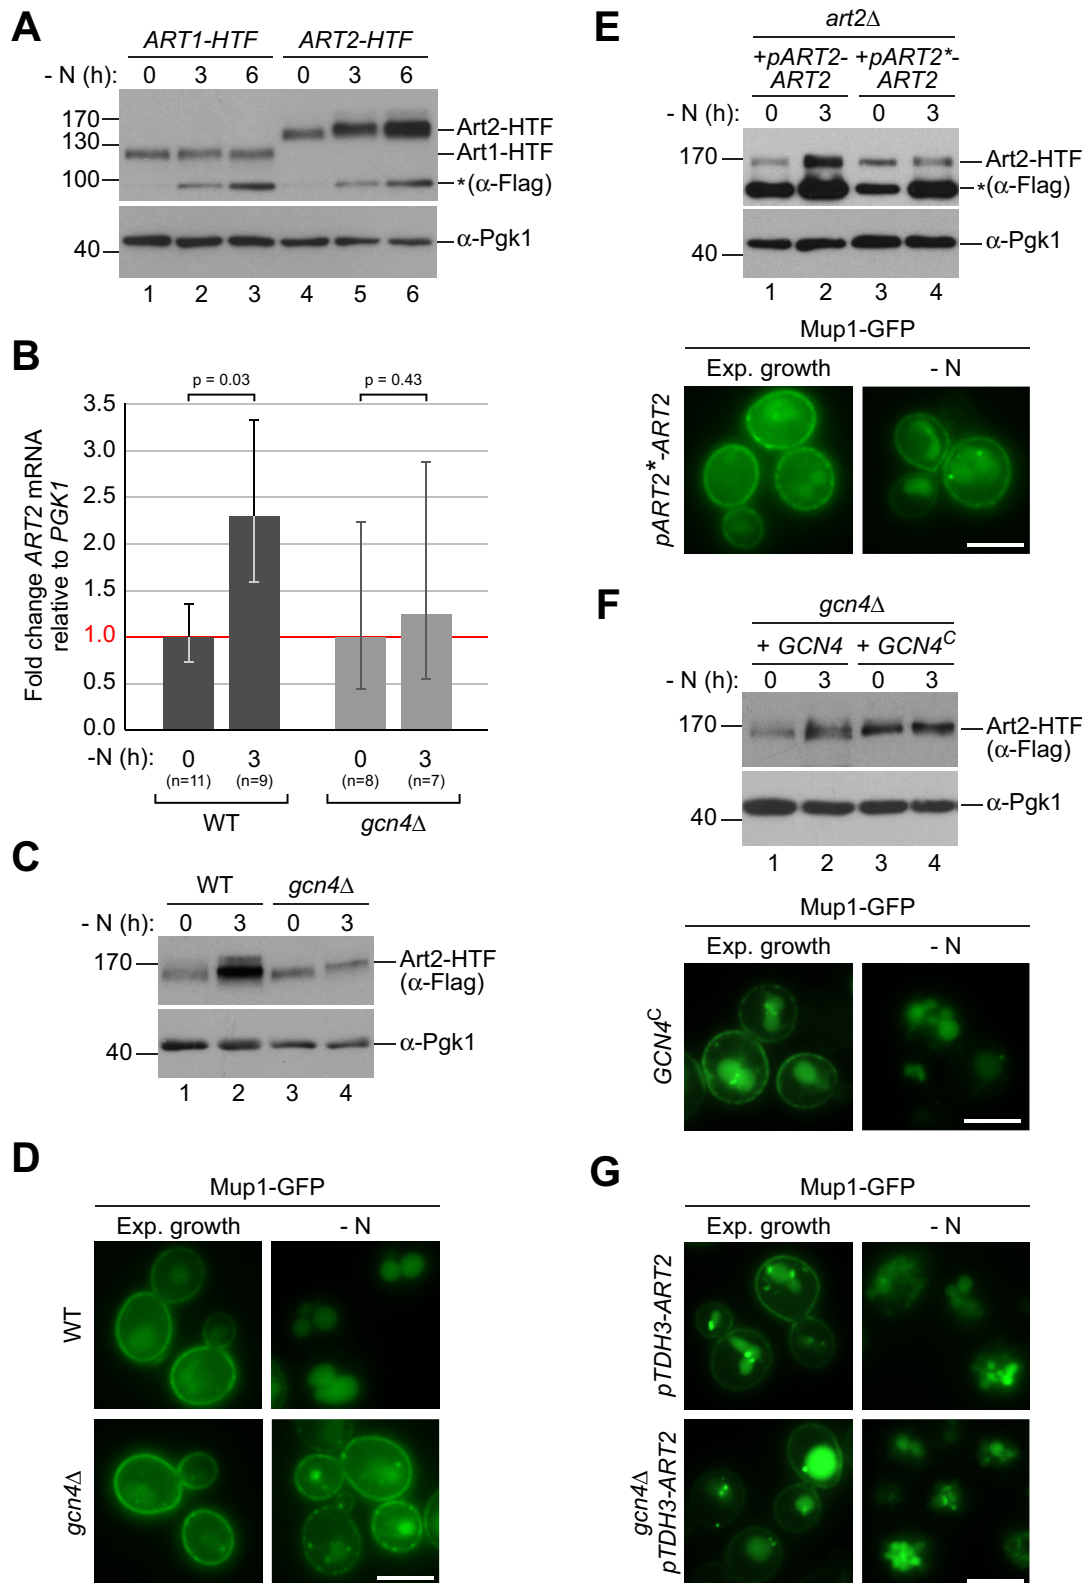 A
ART1-HTF ART2-HTF
- N (h): 0 3 6 0 3 6
170
130
100
Art2-HTF
Art1-HTF
*(α-Flag)
40
α-Pgk1
1 2 3 4 5 6
B
p = 0.03 p = 0.43
Fold change ART2 mRNA
relative to PGK1
3.5
3.0
2.5
2.0
1.5
1.0
0.5
0.0
-N (h): 0 3 0 3
(n=11) (n=9) (n=8) (n=7)
WT gcn4Δ
C
WT gcn4Δ
- N (h): 0 3 0 3
170
Art2-HTF
(α-Flag)
40
α-Pgk1
1 2 3 4
D
Mup1-GFP
Exp. growth - N
WT
gcn4Δ
E
art2Δ
+pART2-
ART2
+pART2*-
ART2
- N (h): 0 3 0 3
170
Art2-HTF
*(α-Flag)
40
α-Pgk1
1 2 3 4
Mup1-GFP
Exp. growth - N
pART2*-ART2
F
gcn4Δ
+ GCN4 + GCN4C
- N (h): 0 3 0 3
170
Art2-HTF
(α-Flag)
40
α-Pgk1
1 2 3 4
Mup1-GFP
Exp. growth - N
GCN4C
G
Mup1-GFP
Exp. growth - N
pTDH3-ART2
gcn4Δ
pTDH3-ART2